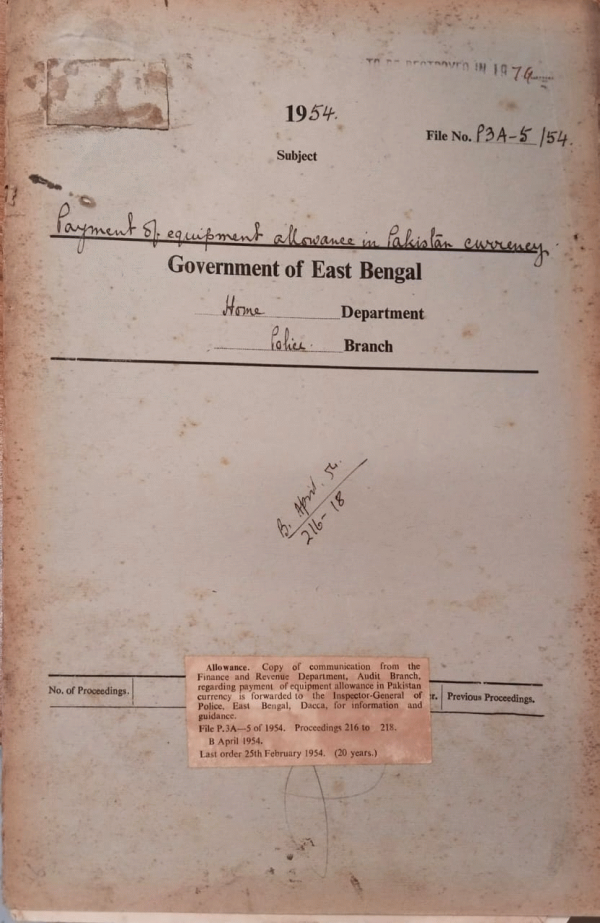 TO BE DESTROYED IN 1974
1954.
File No. P3A-5/54.
Subject
Payment of equipment allowance in Pakistan currency.
Government of East Bengal
Home Department
Police. Branch
B. April. 54.
216-18
No. of Proceedings.
Allowance. Copy of communication from the
Finance and Revenue Department, Audit Branch,
regarding payment of equipment allowance in Pakistan
currency is forwarded to the Inspector-General of
Police, East Bengal, Dacca, for information and
guidance.
File P.3A—5 of 1954. Proceedings 216 to 218.
B April 1954.
Last order 25th February 1954. (20 years.)
Previous Proceedings.